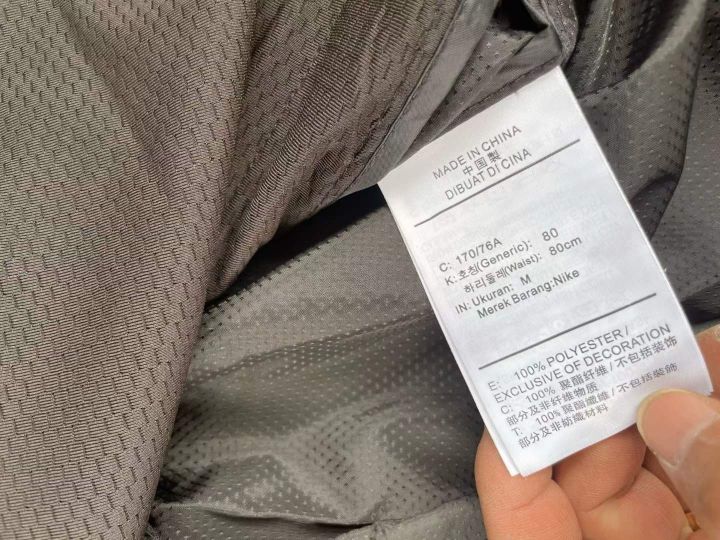 MADE IN CHINA
中国製
DIBUAT DI CINA
C: 170/76A
K: 호칭(Generic): 80
허리둘레(Waist): 80cm
IN: Ukuran: M
Merek Barang:Nike
E: 100% POLYESTER /
EXCLUSIVE OF DECORATION
C: 100% 聚酯纤维 / 不包括装饰
部分及非纤维物质
T: 100% 聚酯纖維 / 不包括裝飾
部分及非紡織材料